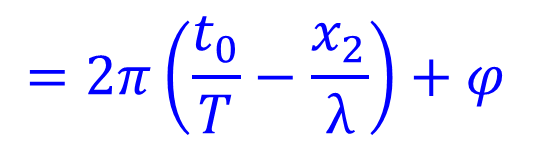 = 2π (t₀/T − x₂/λ) + φ